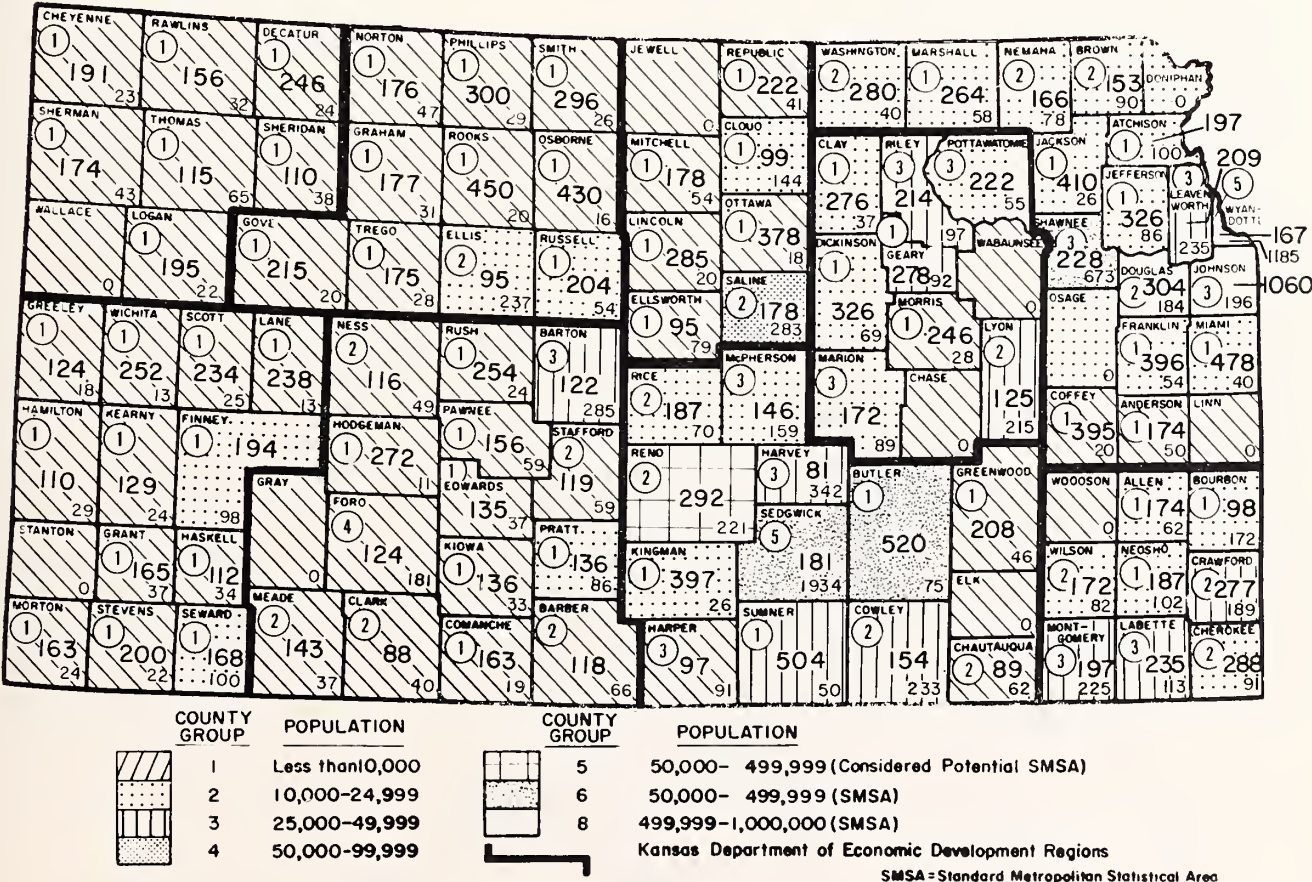 CHEYENNE 1 191 23
RAWLINS 1 156 32
DECATUR 1 246 24
NORTON 1 176 47
PHILLIPS 1 300 29
SMITH 1 296 26
JEWELL 0
REPUBLIC 1 222 41
WASHINGTON 2 280 40
MARSHALL 1 264 58
NEMAHA 2 166 78
BROWN 2 153 90
DONIPHAN 0
SHERMAN 1 174 43
THOMAS 1 115 65
SHERIDAN 1 110 38
GRAHAM 1 177 31
ROOKS 1 450 20
OSBORNE 1 430 16
MITCHELL 1 178 54
CLOUD 1 99 144
CLAY 1 276 37
RILEY 3 214 197
POTTAWATOMIE 3 222 55
JACKSON 1 410 26
ATCHISON 1 197 100
JEFFERSON 1 326 86
LEAVEN WORTH 3 209 235
5 WYAN- DOTTE 167 1185
WALLACE 0
LOGAN 1 195 22
GOVE 1 215 20
TREGO 1 175 28
ELLIS 2 95 237
RUSSELL 1 204 54
LINCOLN 1 285 20
OTTAWA 1 378 18
DICKINSON 1 326 69
GEARY 1 278 92
WABAUNSEE 0
SHAWNEE 3 228 673
DOUGLAS 2 304 184
JOHNSON 3 1060 196
GREELEY 1 124 18
WICHITA 1 252 13
SCOTT 1 234 25
LANE 1 238 13
NESS 2 116 49
RUSH 1 254 24
BARTON 3 122 285
ELLSWORTH 1 95 79
SALINE 2 178 283
MORRIS 1 246 28
LYON 2 125 215
OSAGE 0
FRANKLIN 1 396 54
MIAMI 1 478 40
HAMILTON 1 110 29
KEARNY 1 129 24
FINNEY 1 194 98
HODGEMAN 1 272 11
PAWNEE 1 156 59
STAFFORD 2 119 59
RICE 2 187 70
McPHERSON 3 146 159
MARION 3 172 89
CHASE 0
COFFEY 1 395 20
ANDERSON 1 174 50
LINN 0
GRAY 0
FORD 4 124 181
EDWARDS 1 135 37
RENO 2 292 221
HARVEY 3 81 342
BUTLER 1 520 75
GREENWOOD 1 208 46
WOODSON 0
ALLEN 1 174 62
BOURBON 1 98 172
STANTON 0
GRANT 1 165 37
HASKELL 1 112 34
KIOWA 1 136 33
PRATT 1 136 86
KINGMAN 1 397 26
SEDGWICK 5 181 1934
ELK 0
WILSON 2 172 82
NEOSHO 1 187 102
CRAWFORD 2 277 189
MORTON 1 163 24
STEVENS 1 200 22
SEWARD 1 168 100
MEADE 2 143 37
CLARK 2 88 40
COMANCHE 1 163 19
BARBER 2 118 66
HARPER 3 97 91
SUMNER 1 504 50
COWLEY 2 154 233
CHAUTAUQUA 2 89 62
MONT- GOMERY 3 197 225
LABETTE 3 235 113
CHEROKEE 2 288 91
COUNTY GROUP POPULATION
1 Less than 10,000
2 10,000-24,999
3 25,000-49,999
4 50,000-99,999
COUNTY GROUP POPULATION
5 50,000- 499,999 (Considered Potential SMSA)
6 50,000- 499,999 (SMSA)
8 499,999-1,000,000 (SMSA)
Kansas Department of Economic Development Regions
SMSA = Standard Metropolitan Statistical Area